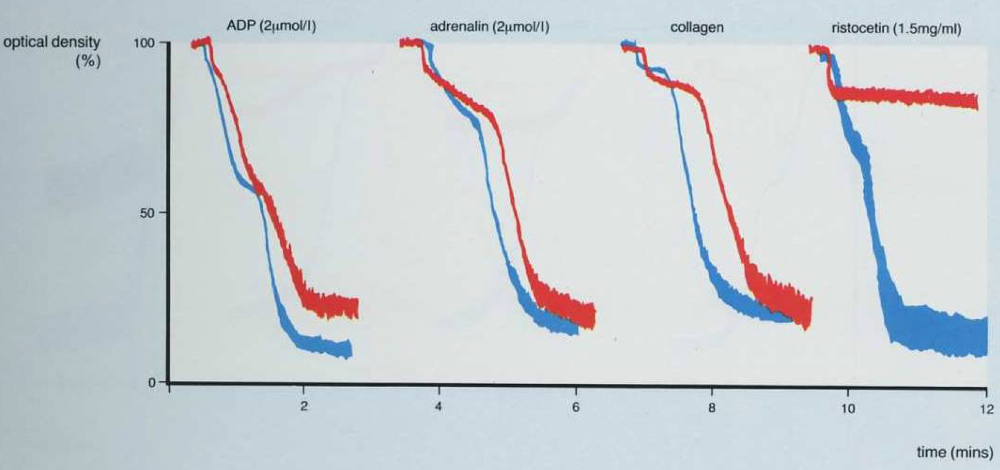 ADP (2μmol/l)
adrenalin (2μmol/l)
collagen
ristocetin (1.5mg/ml)
optical density
(%)
100
50
0
2
4
6
8
10
12
time (mins)